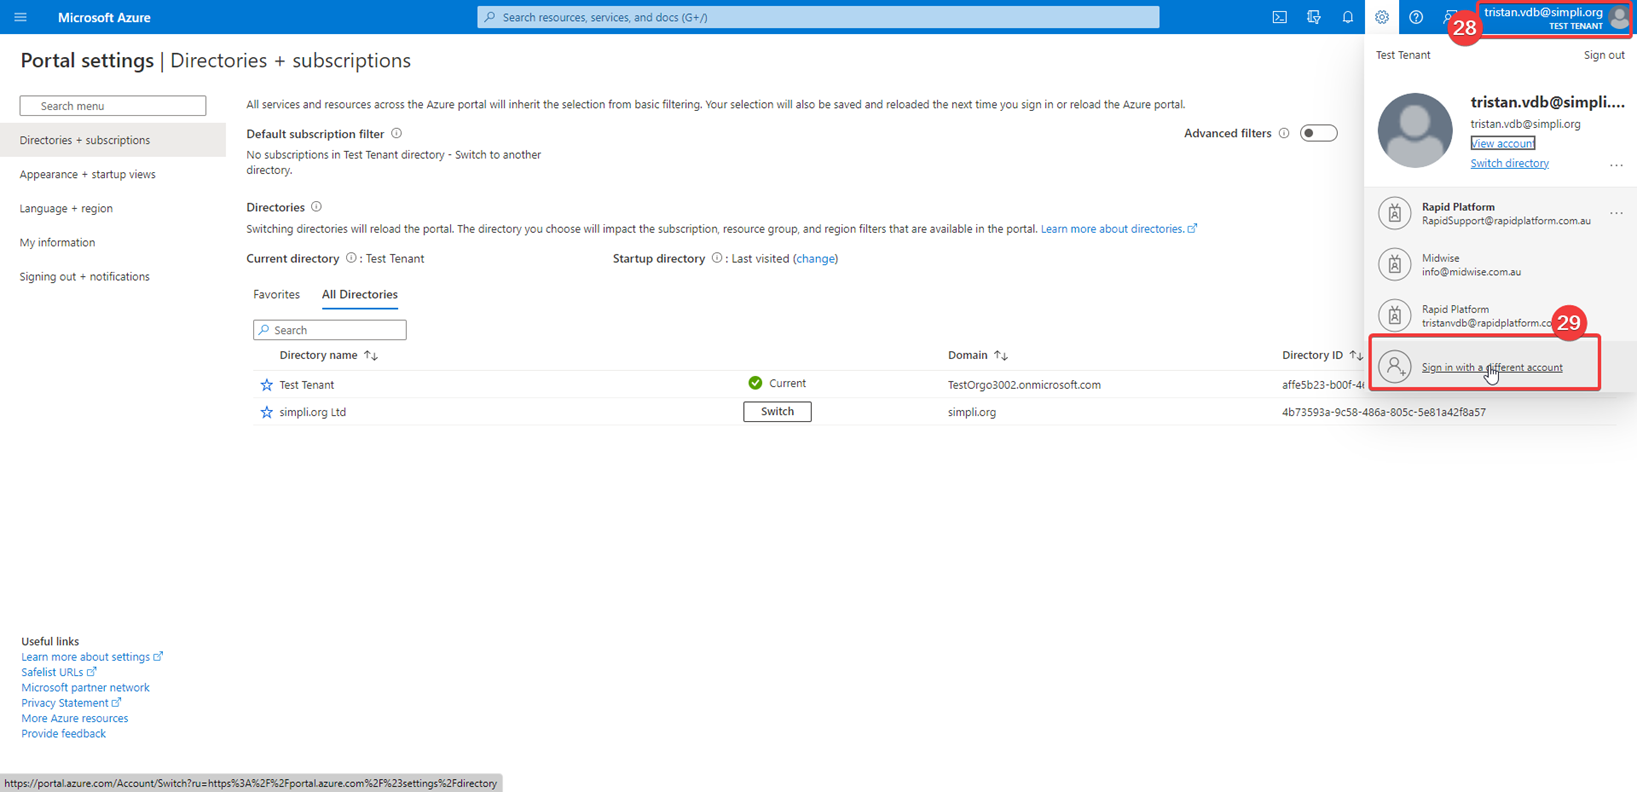 Microsoft Azure
Search resources, services, and docs (G+/)
28
tristan.vdb@simpli.org
TEST TENANT
Portal settings | Directories + subscriptions
Test Tenant
Sign out
Search menu
Directories + subscriptions
Appearance + startup views
Language + region
My information
Signing out + notifications
All services and resources across the Azure portal will inherit the selection from basic filtering. Your selection will also be saved and reloaded the next time you sign in or reload the Azure portal.
Default subscription filter
Advanced filters
No subscriptions in Test Tenant directory - Switch to another
directory.
Directories
Switching directories will reload the portal. The directory you choose will impact the subscription, resource group, and region filters that are available in the portal. Learn more about directories.
Current directory : Test Tenant
Startup directory : Last visited (change)
Favorites
All Directories
Search
Directory name
Domain
Directory ID
Test Tenant
Current
TestOrgo3002.onmicrosoft.com
affe5b23-b00f-4
simpli.org Ltd
Switch
simpli.org
4b73593a-9c58-486a-805c-5e81a42f8a57
tristan.vdb@simpli....
tristan.vdb@simpli.org
View account
Switch directory
...
Rapid Platform
RapidSupport@rapidplatform.com.au
...
Midwise
info@midwise.com.au
Rapid Platform
tristanvdb@rapidplatform.co
29
Sign in with a different account
Useful links
Learn more about settings
Safelist URLs
Microsoft partner network
Privacy Statement
More Azure resources
Provide feedback
https://portal.azure.com/Account/Switch?ru=https%3A%2F%2Fportal.azure.com%2F%23settings%2Fdirectory